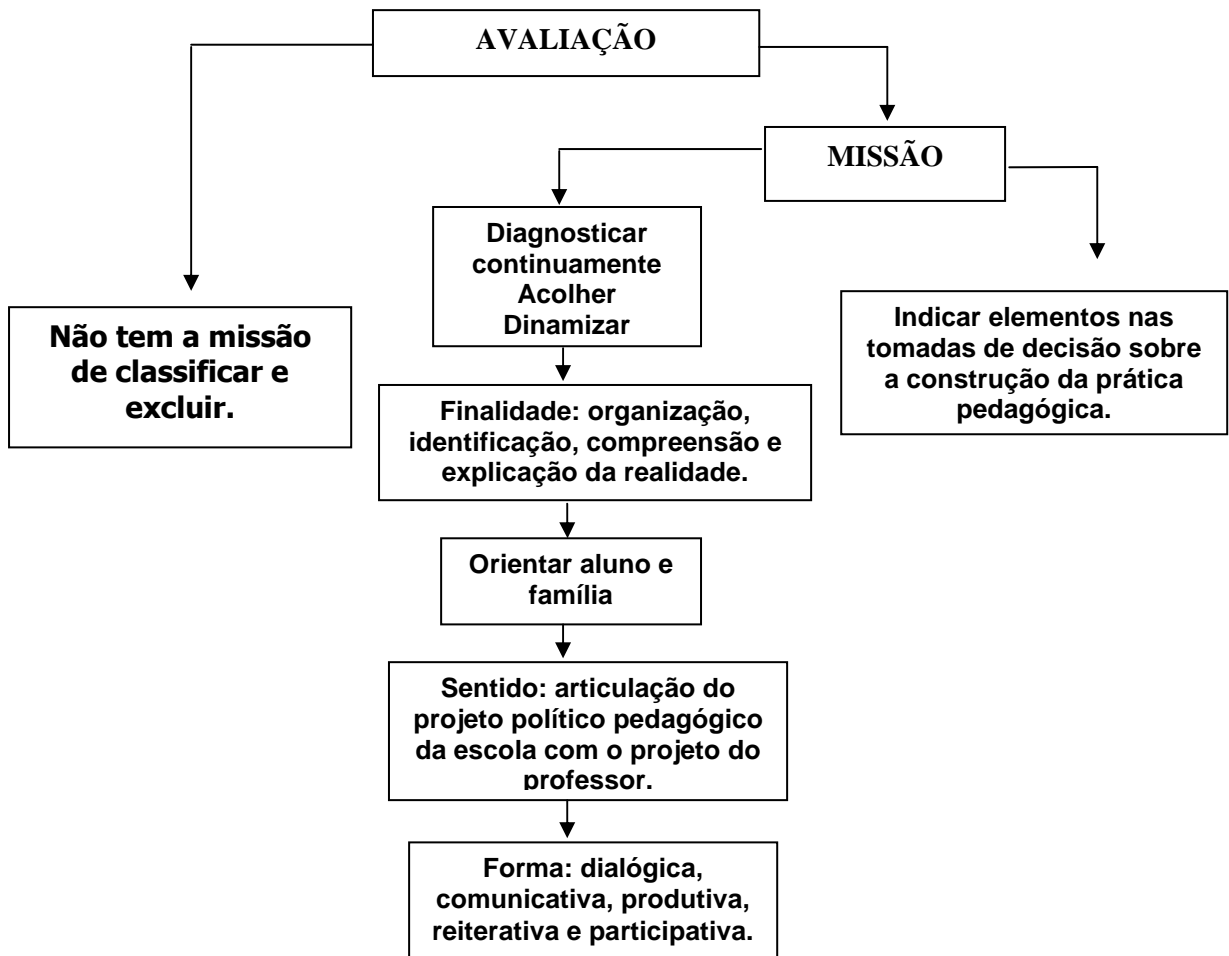 AVALIAÇÃO
MISSÃO
Diagnosticar
continuamente
Acolher
Dinamizar
Não tem a missão
de classificar e
excluir.
Indicar elementos nas
tomadas de decisão sobre
a construção da prática
pedagógica.
Finalidade: organização,
identificação, compreensão e
explicação da realidade.
Orientar aluno e
família
Sentido: articulação do
projeto político pedagógico
da escola com o projeto do
professor.
Forma: dialógica,
comunicativa, produtiva,
reiterativa e participativa.